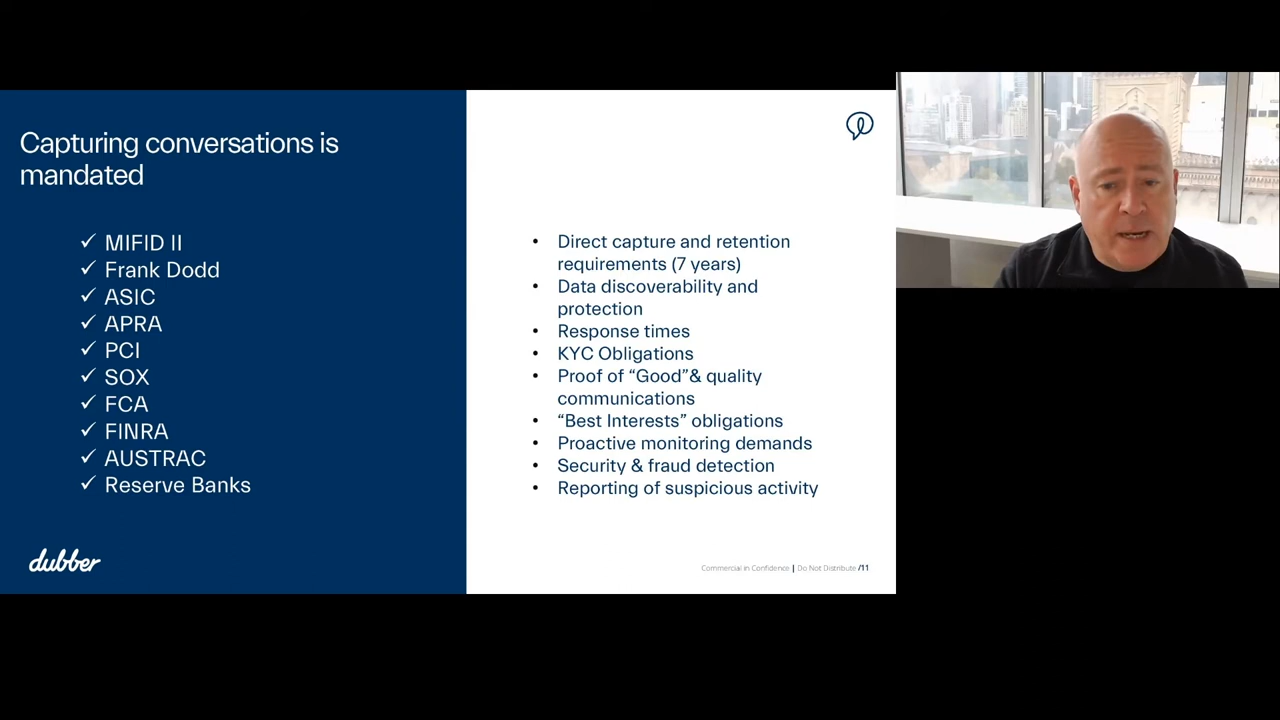 Capturing conversations is
mandated
✓ MIFID II
✓ Frank Dodd
✓ ASIC
✓ APRA
✓ PCI
✓ SOX
✓ FCA
✓ FINRA
✓ AUSTRAC
✓ Reserve Banks
dubber
• Direct capture and retention
requirements (7 years)
• Data discoverability and
protection
• Response times
• KYC Obligations
• Proof of “Good”& quality
communications
• “Best Interests” obligations
• Proactive monitoring demands
• Security & fraud detection
• Reporting of suspicious activity
Commercial in Confidence | Do Not Distribute /11